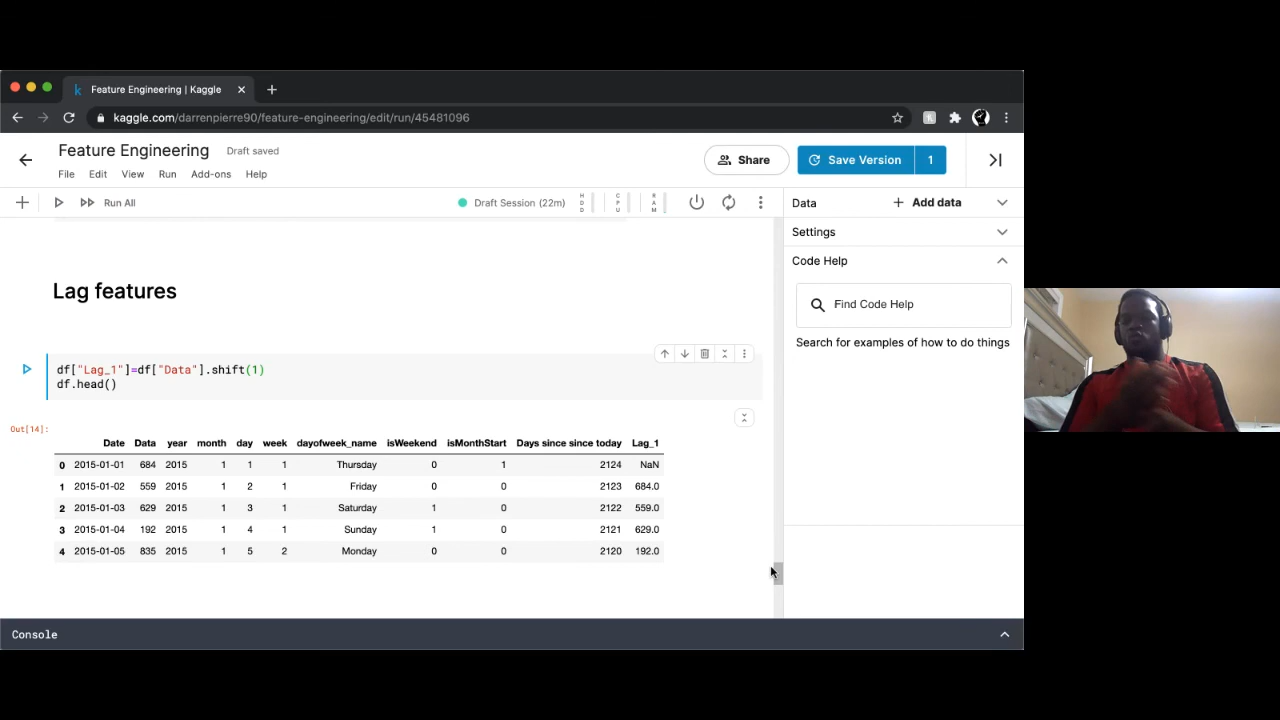 Feature Engineering | Kaggle
kaggle.com/darrenpierre90/feature-engineering/edit/run/45481096
Feature Engineering Draft saved
File Edit View Run Add-ons Help
Share
Save Version 1
Run All
Draft Session (22m)
HDD
CPU
RAM
Data
Add data
Settings
Code Help
Find Code Help
Search for examples of how to do things
Lag features
df["Lag_1"]=df["Data"].shift(1)
df.head()
Out[14]:
Date Data year month day week dayofweek_name isWeekend isMonthStart Days since since today Lag_1
0 2015-01-01 684 2015 1 1 1 Thursday 0 1 2124 NaN
1 2015-01-02 559 2015 1 2 1 Friday 0 0 2123 684.0
2 2015-01-03 629 2015 1 3 1 Saturday 1 0 2122 559.0
3 2015-01-04 192 2015 1 4 1 Sunday 1 0 2121 629.0
4 2015-01-05 835 2015 1 5 2 Monday 0 0 2120 192.0
Console